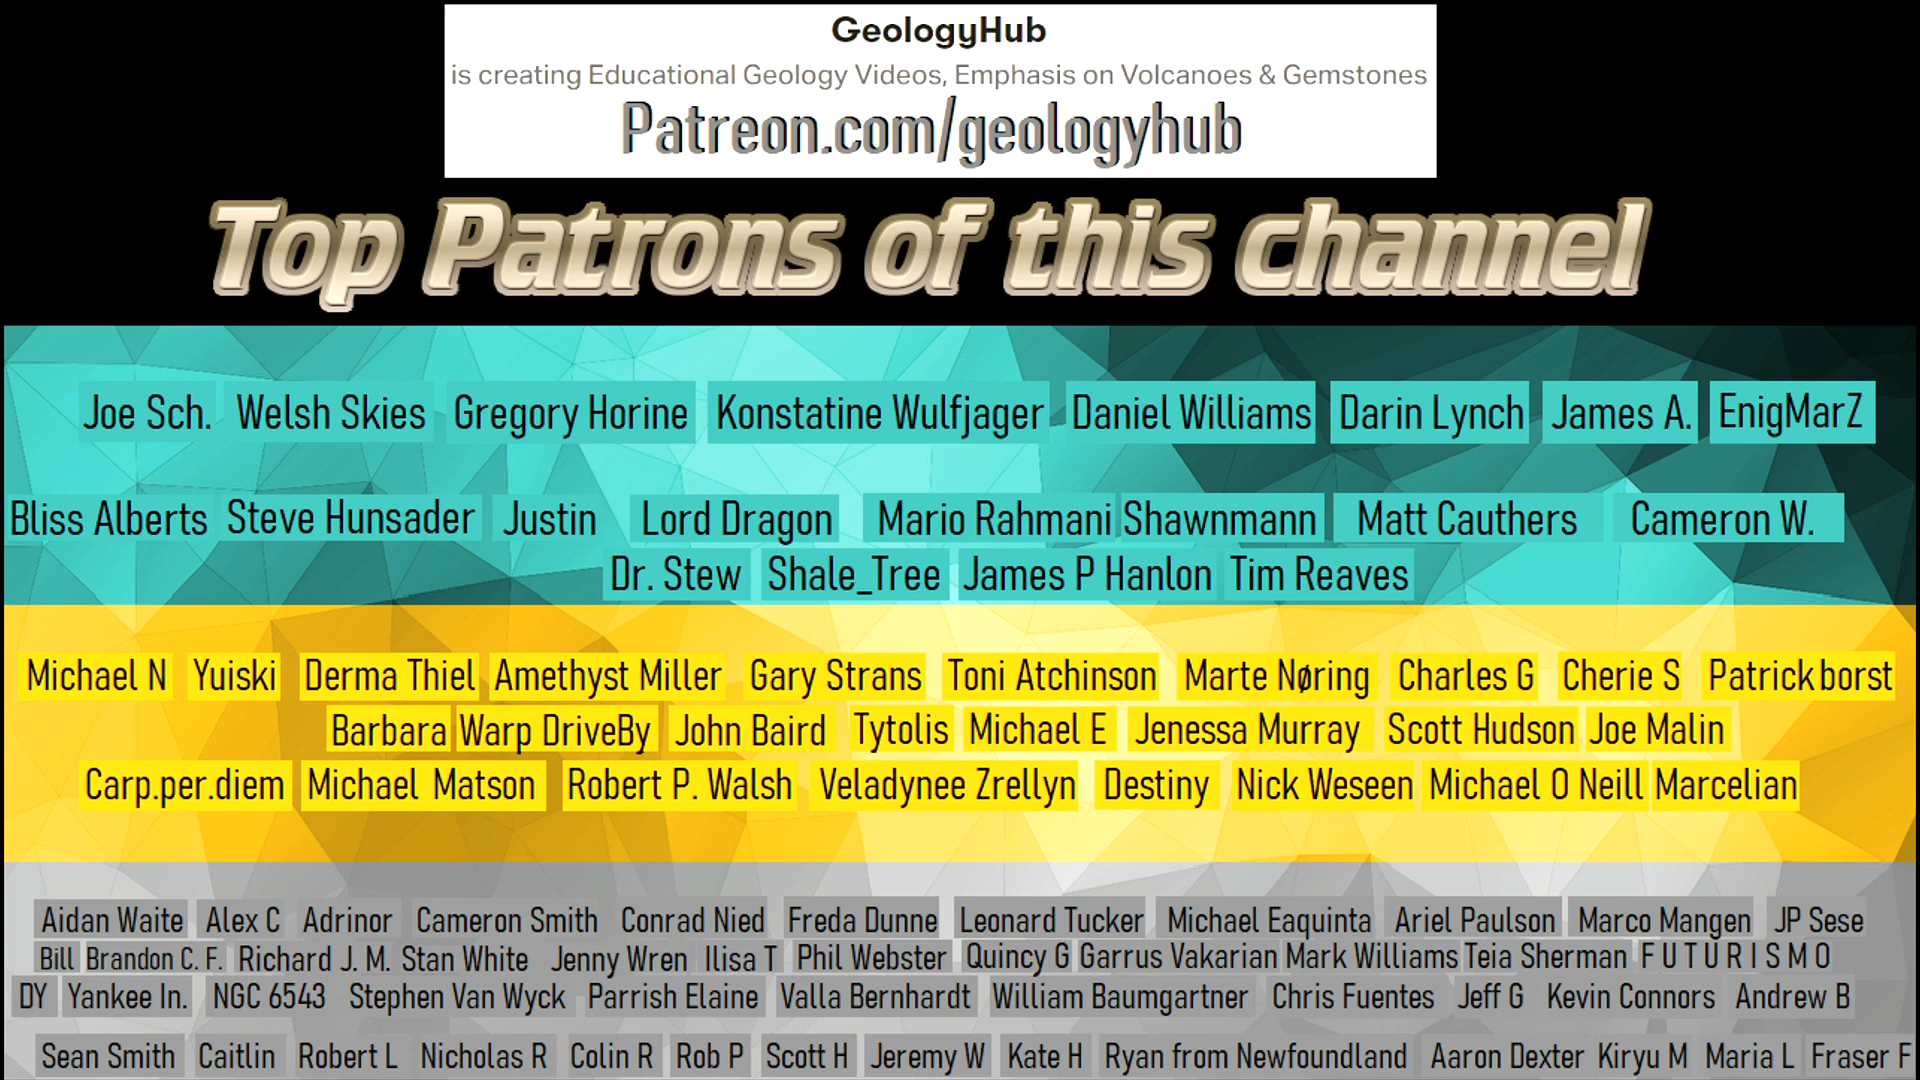 GeologyHub
is creating Educational Geology Videos, Emphasis on Volcanoes & Gemstones
Patreon.com/geologyhub
Top Patrons of this channel
Joe Sch. Welsh Skies Gregory Horine Konstatine Wulfjager Daniel Williams Darin Lynch James A. EnigMarZ
Bliss Alberts Steve Hunsader Justin Lord Dragon Mario Rahmani Shawnmann Matt Cauthers Cameron W.
Dr. Stew Shale_Tree James P Hanlon Tim Reaves
Michael N Yuiski Derma Thiel Amethyst Miller Gary Strans Toni Atchinson Marte Nøring Charles G Cherie S Patrick borst
Barbara Warp DriveBy John Baird Tytolis Michael E Jenessa Murray Scott Hudson Joe Malin
Carp.per.diem Michael Matson Robert P. Walsh Veladynee Zrellyn Destiny Nick Weseen Michael O Neill Marcelian
Aidan Waite Alex C Adrinor Cameron Smith Conrad Nied Freda Dunne Leonard Tucker Michael Eaquinta Ariel Paulson Marco Mangen JP Sese
Bill Brandon C. F. Richard J. M. Stan White Jenny Wren Ilisa T Phil Webster Quincy G Garrus Vakarian Mark Williams Teia Sherman F U T U R I S M O
DY Yankee In. NGC 6543 Stephen Van Wyck Parrish Elaine Valla Bernhardt William Baumgartner Chris Fuentes Jeff G Kevin Connors Andrew B
Sean Smith Caitlin Robert L Nicholas R Colin R Rob P Scott H Jeremy W Kate H Ryan from Newfoundland Aaron Dexter Kiryu M Maria L Fraser F